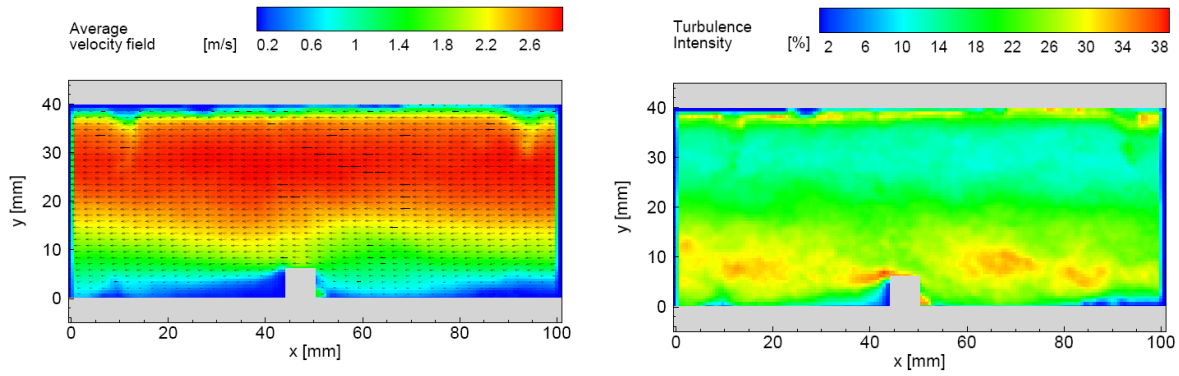 Average
velocity field [m/s]
0.2 0.6 1 1.4 1.8 2.2 2.6
y [mm]
40
30
20
10
0
0 20 40 60 80 100
x [mm]
Turbulence
Intensity [%]
2 6 10 14 18 22 26 30 34 38
y [mm]
40
30
20
10
0
0 20 40 60 80 100
x [mm]